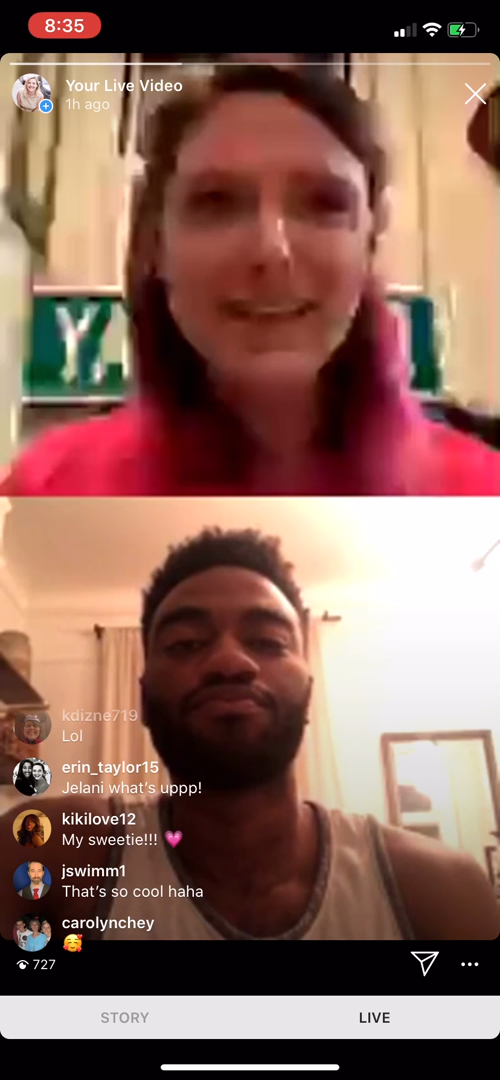 8:35
Your Live Video
1h ago
Y
kdizne719
Lol
erin_taylor15
Jelani what's uppp!
kikilove12
My sweetie!!! 💗
jswimm1
That's so cool haha
carolynchey
🥰
727
STORY
LIVE